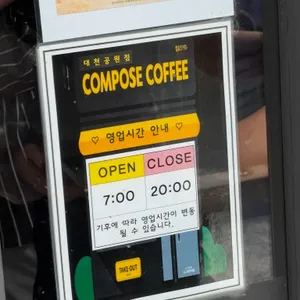 대천공원점
COMPOSE COFFEE
♡ 영업시간 안내 ♡
OPEN CLOSE
7:00 20:00
기후에 따라 영업시간이 변동
될 수 있습니다.
TAKE OUT